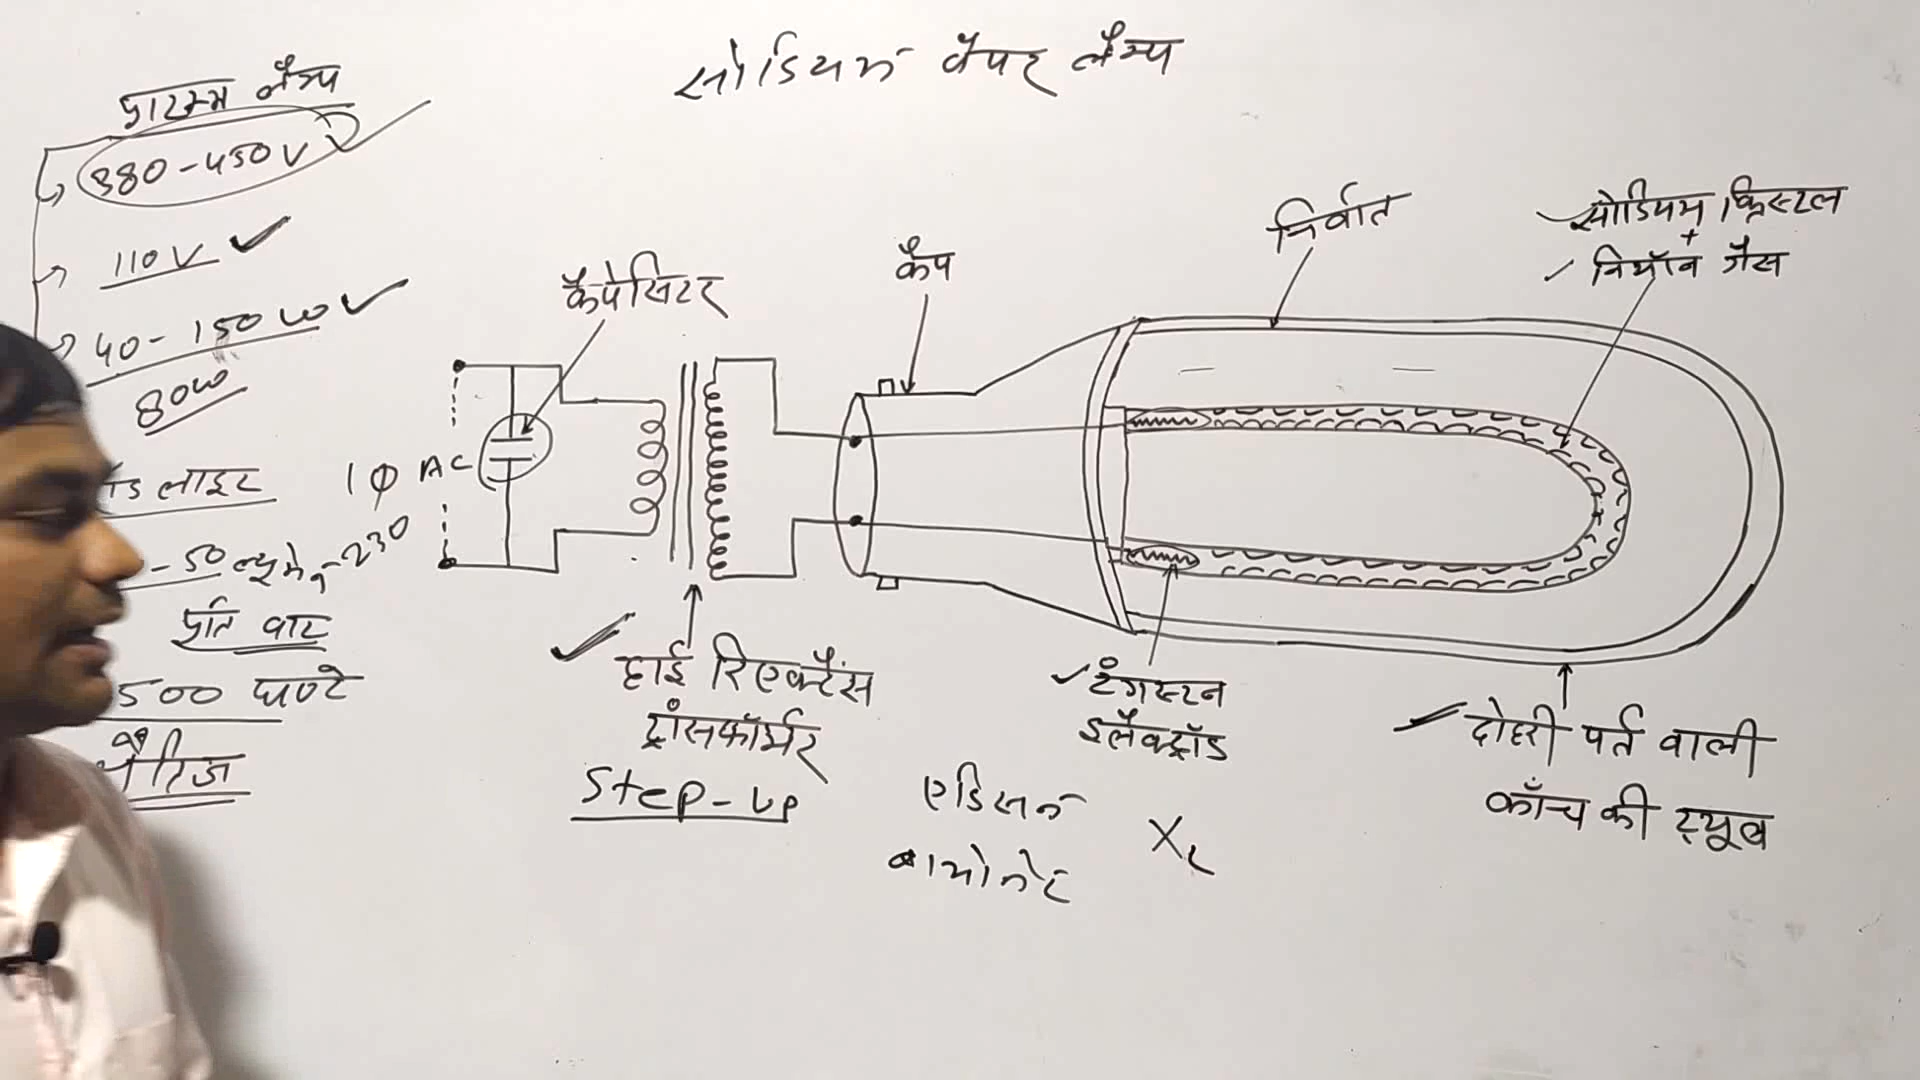 सोडियम वैपर लैम्प
प्रारम्भ लैम्प
380-450V
110V
40-150W
80W
लाइट
-50 ल्यूमेन
प्रति वाट
500 घण्टे
कैपेसिटर
1φ AC
230
हाई रिएक्टैंस
ट्रांसफॉर्मर
Step-up
कैप
एडिसन
बायोनेट
XL
निर्वात
सोडियम क्रिस्टल
+
नियॉन गैस
टंगस्टन
इलैक्ट्रॉड
दोहरी पर्त वाली
काँच की ट्यूब